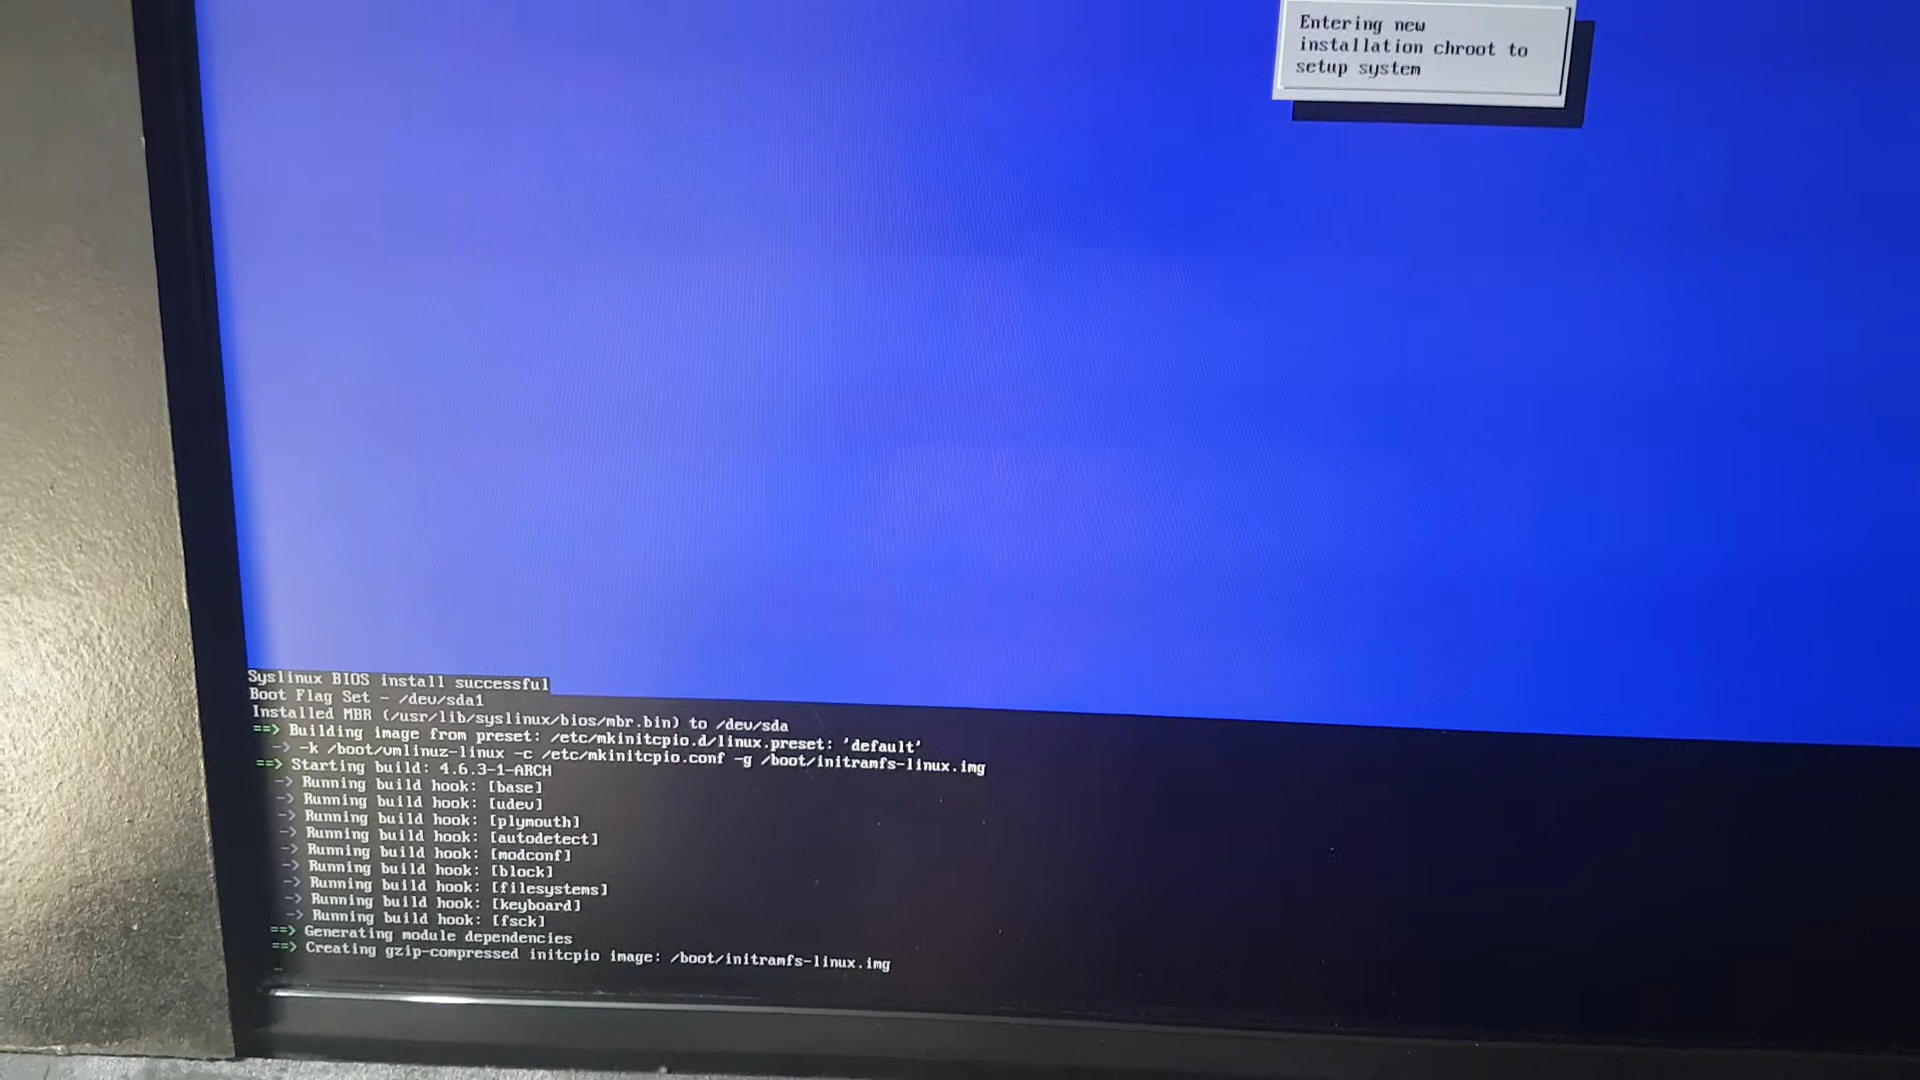 Entering new
installation chroot to
setup system
Syslinux BIOS install successful
Boot Flag Set - /dev/sda1
Installed MBR (/usr/lib/syslinux/bios/mbr.bin) to /dev/sda
==> Building image from preset: /etc/mkinitcpio.d/linux.preset: 'default'
-> -k /boot/vmlinuz-linux -c /etc/mkinitcpio.conf -g /boot/initramfs-linux.img
==> Starting build: 4.6.3-1-ARCH
-> Running build hook: [base]
-> Running build hook: [udev]
-> Running build hook: [plymouth]
-> Running build hook: [autodetect]
-> Running build hook: [modconf]
-> Running build hook: [block]
-> Running build hook: [filesystems]
-> Running build hook: [keyboard]
-> Running build hook: [fsck]
==> Generating module dependencies
==> Creating gzip-compressed initcpio image: /boot/initramfs-linux.img